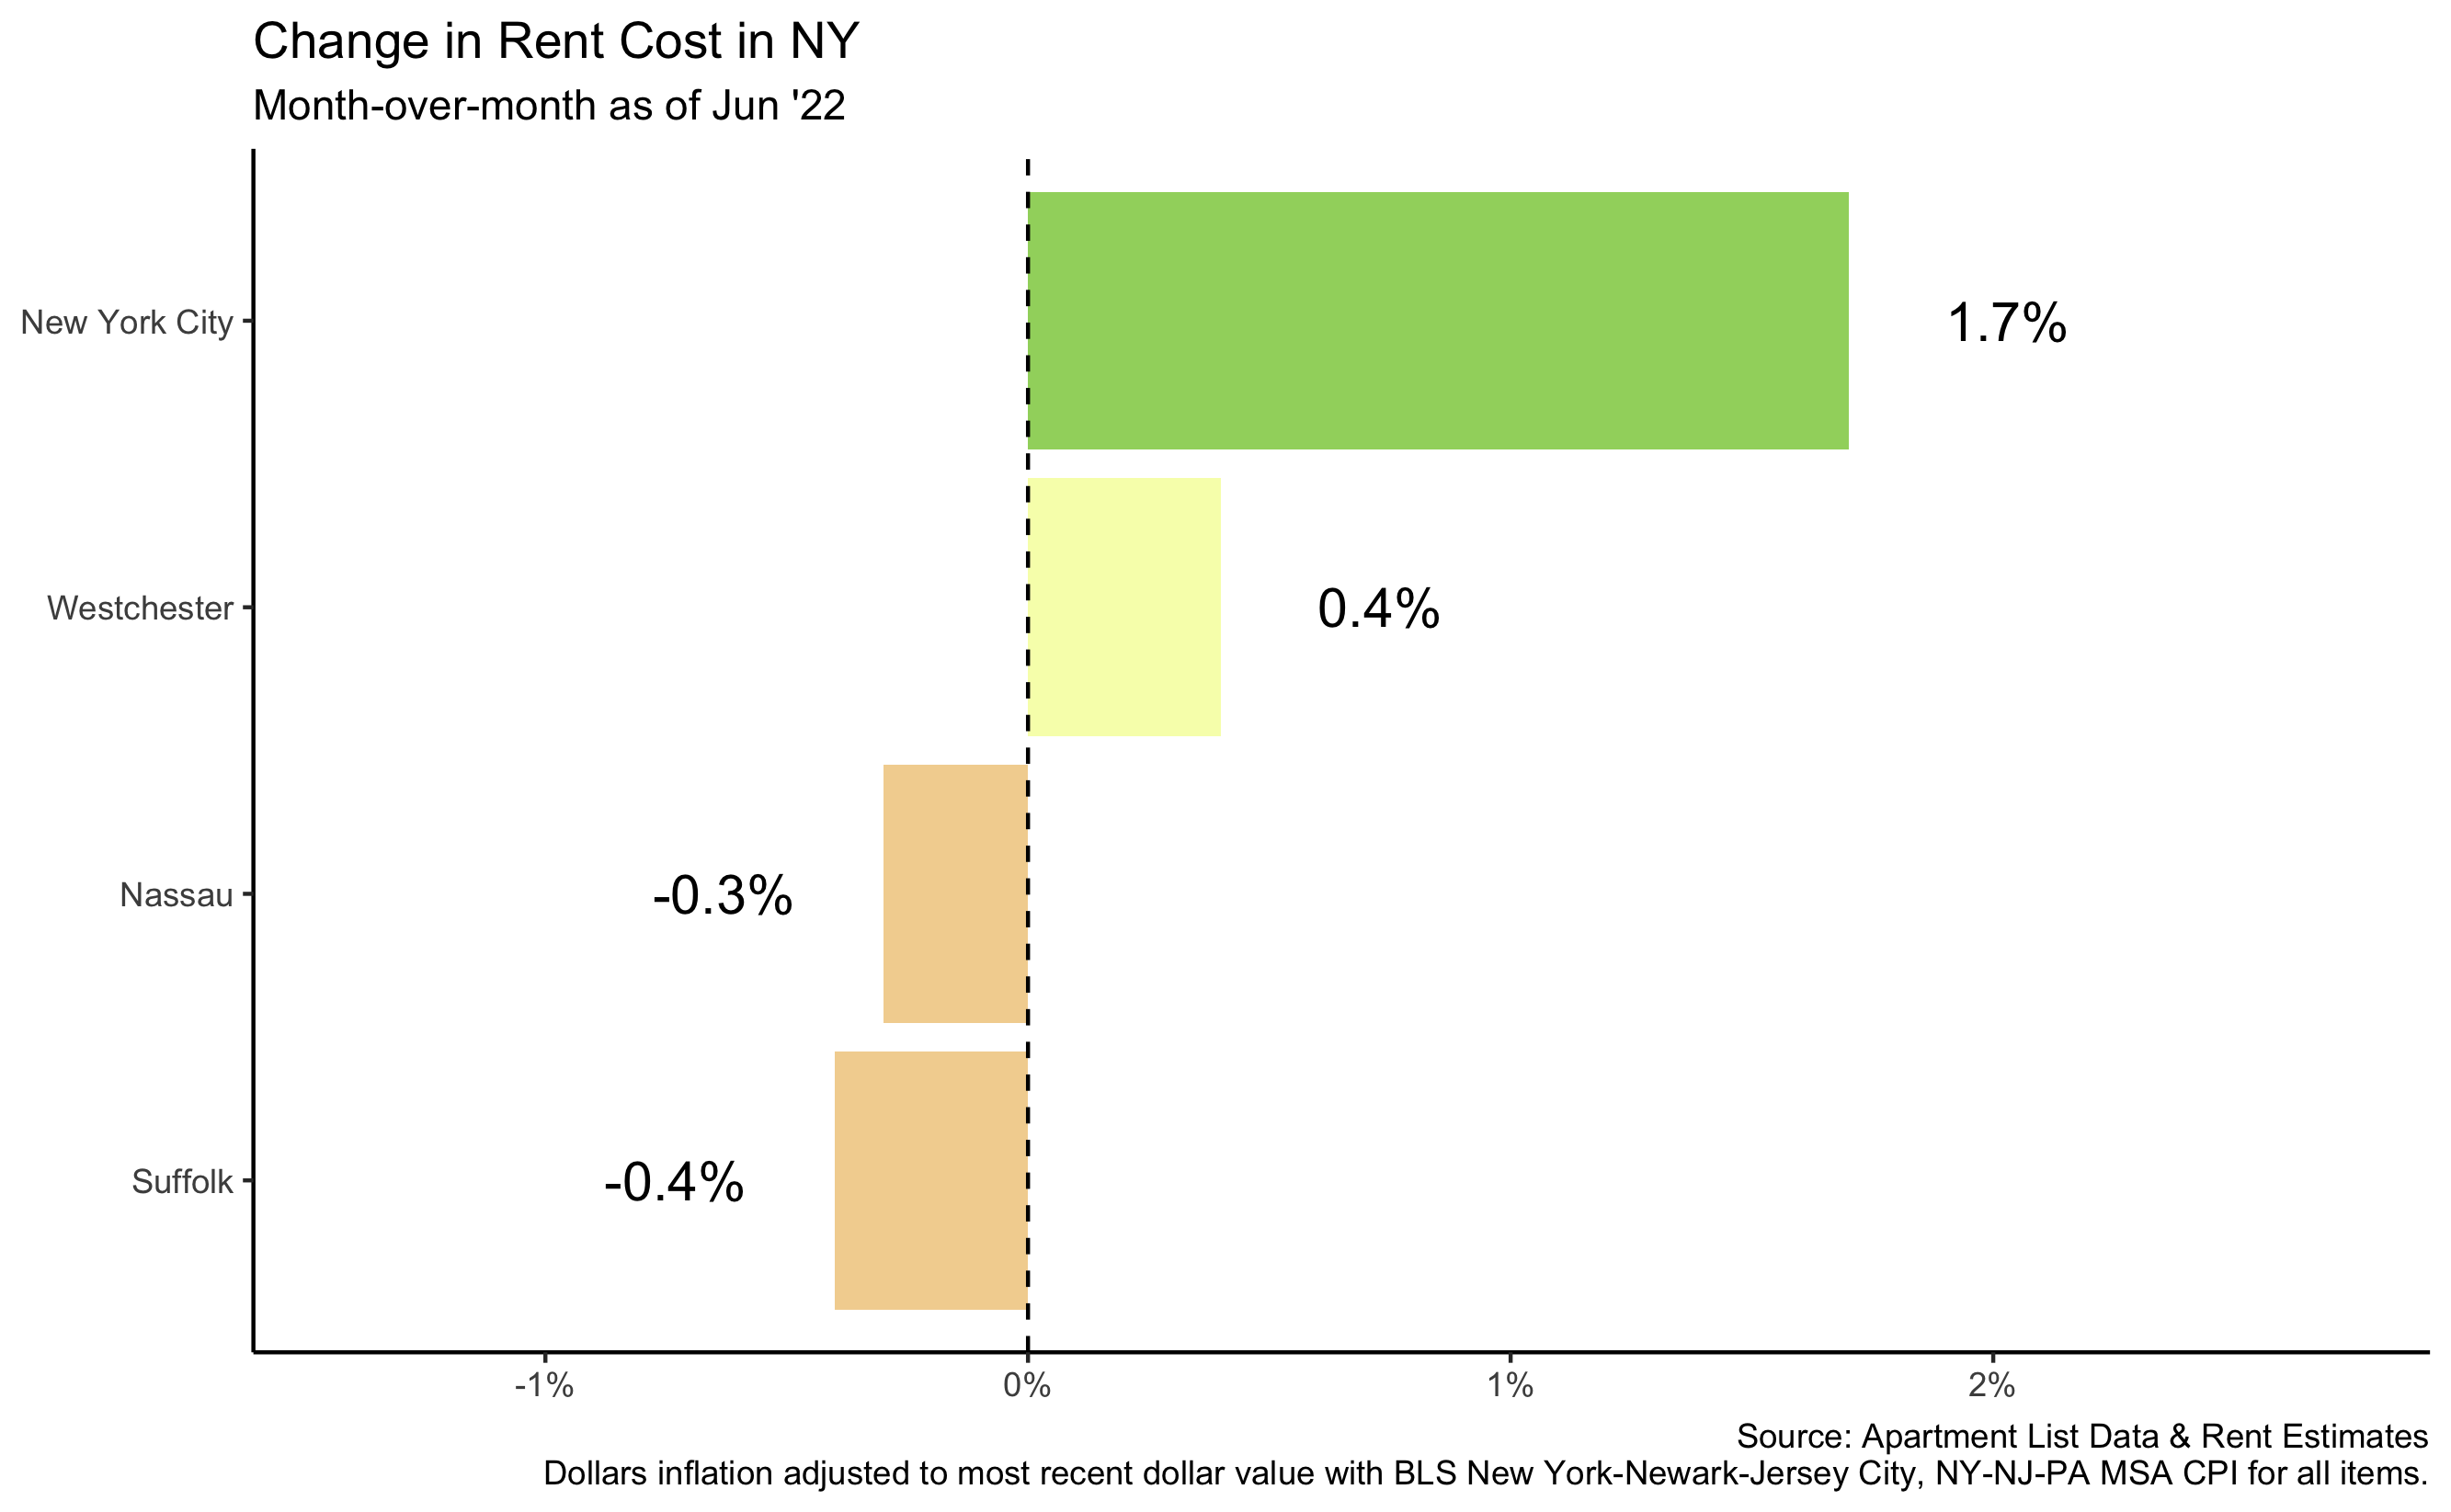 Change in Rent Cost in NY
Month-over-month as of Jun '22
New York City
1.7%
Westchester
0.4%
Nassau
-0.3%
Suffolk
-0.4%
-1%
0%
1%
2%
Source: Apartment List Data & Rent Estimates
Dollars inflation adjusted to most recent dollar value with BLS New York-Newark-Jersey City, NY-NJ-PA MSA CPI for all items.